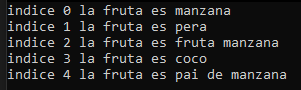 indice 0 la fruta es manzana
indice 1 la fruta es pera
indice 2 la fruta es fruta manzana
indice 3 la fruta es coco
indice 4 la fruta es pai de manzana